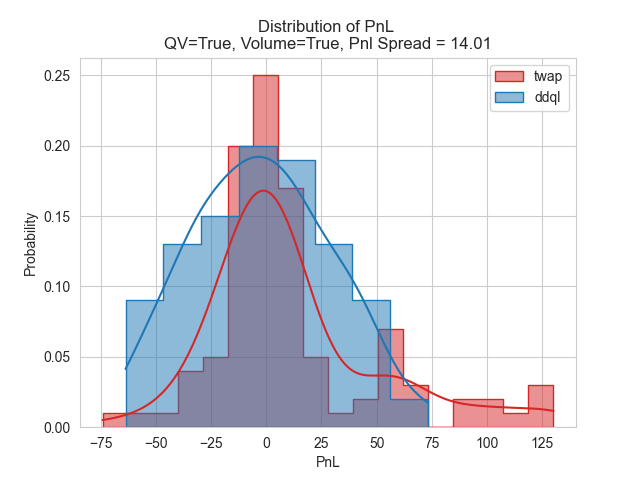 Distribution of PnL
QV=True, Volume=True, Pnl Spread = 14.01
twap
ddql
0.25
0.20
0.15
0.10
0.05
0.00
Probability
−75
−50
−25
0
25
50
75
100
125
PnL